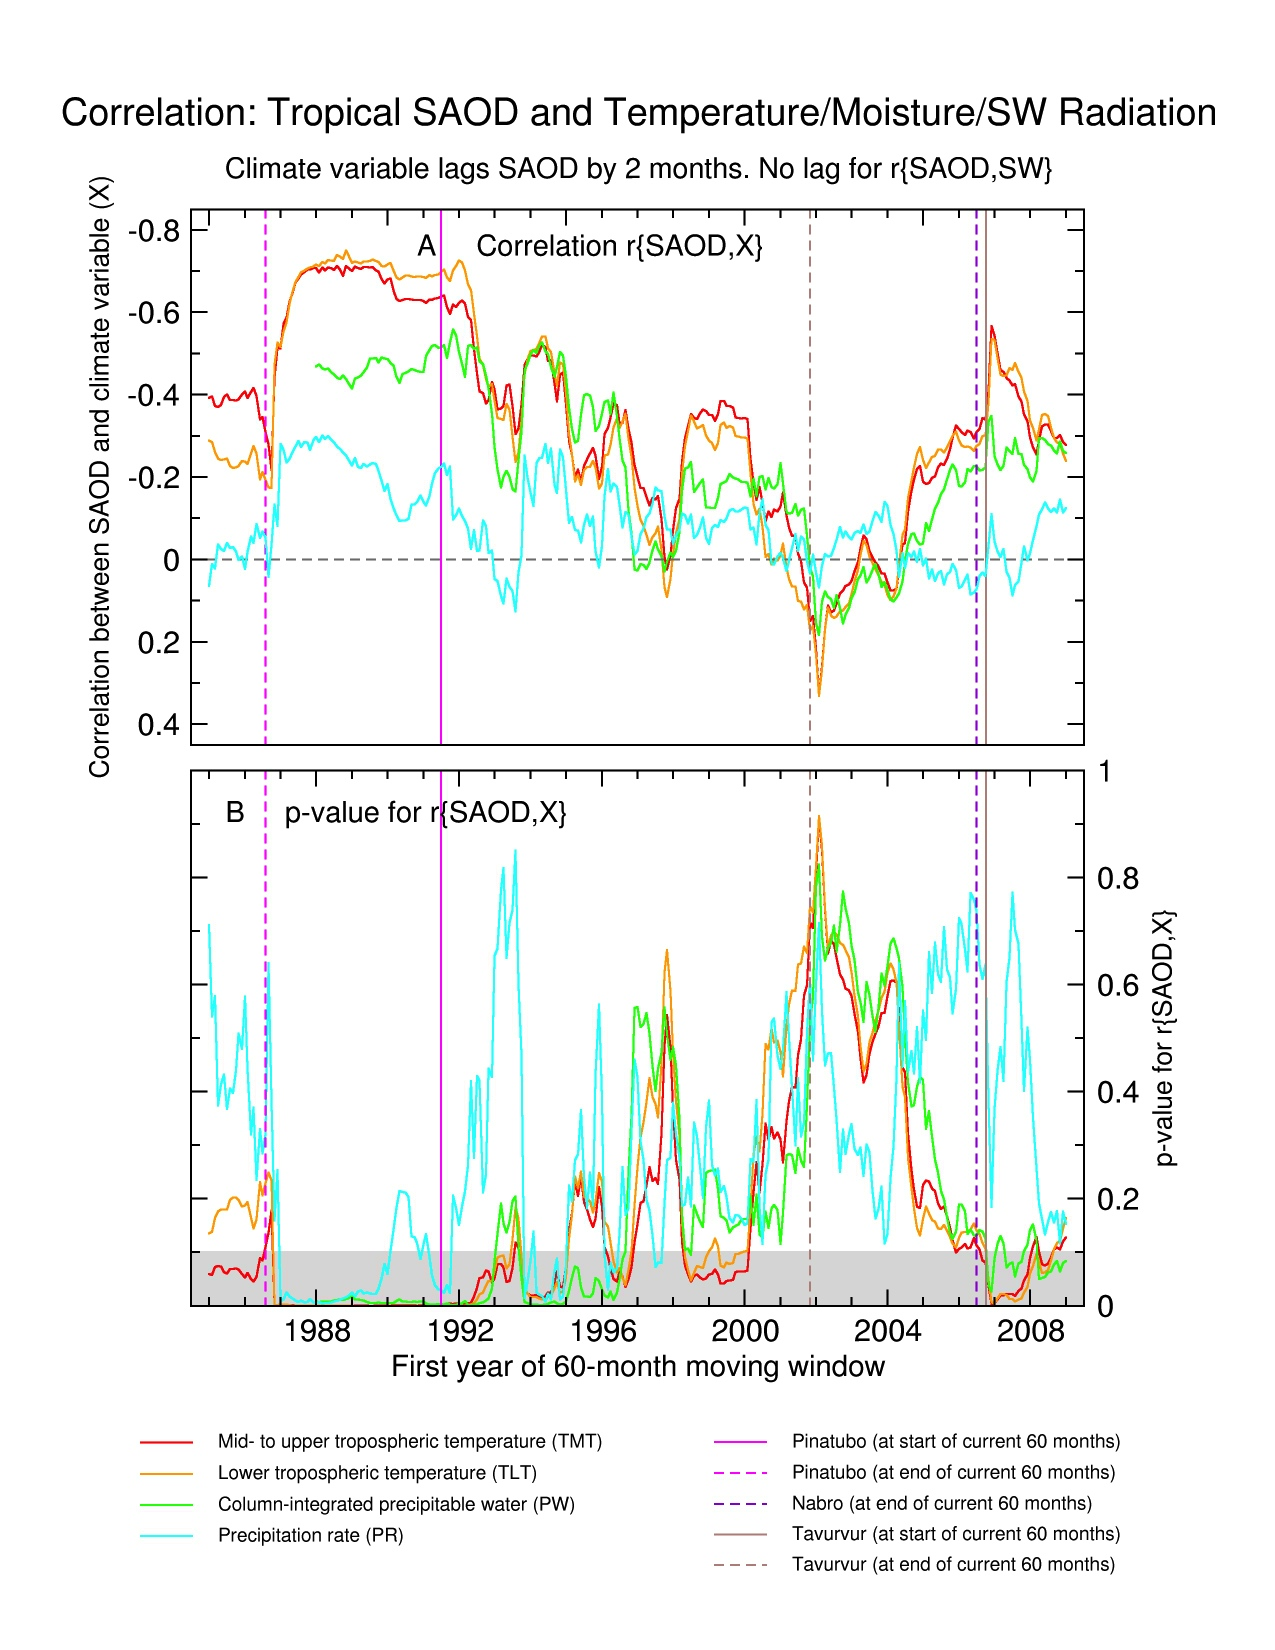 Correlation: Tropical SAOD and Temperature/Moisture/SW Radiation
Climate variable lags SAOD by 2 months. No lag for r{SAOD,SW}
Correlation between SAOD and climate variable (X)
A Correlation r{SAOD,X}
-0.8
-0.6
-0.4
-0.2
0
0.2
0.4
B p-value for r{SAOD,X}
1
0.8
0.6
0.4
0.2
0
p-value for r{SAOD,X}
1988 1992 1996 2000 2004 2008
First year of 60-month moving window
Mid- to upper tropospheric temperature (TMT)
Lower tropospheric temperature (TLT)
Column-integrated precipitable water (PW)
Precipitation rate (PR)
Pinatubo (at start of current 60 months)
Pinatubo (at end of current 60 months)
Nabro (at end of current 60 months)
Tavurvur (at start of current 60 months)
Tavurvur (at end of current 60 months)